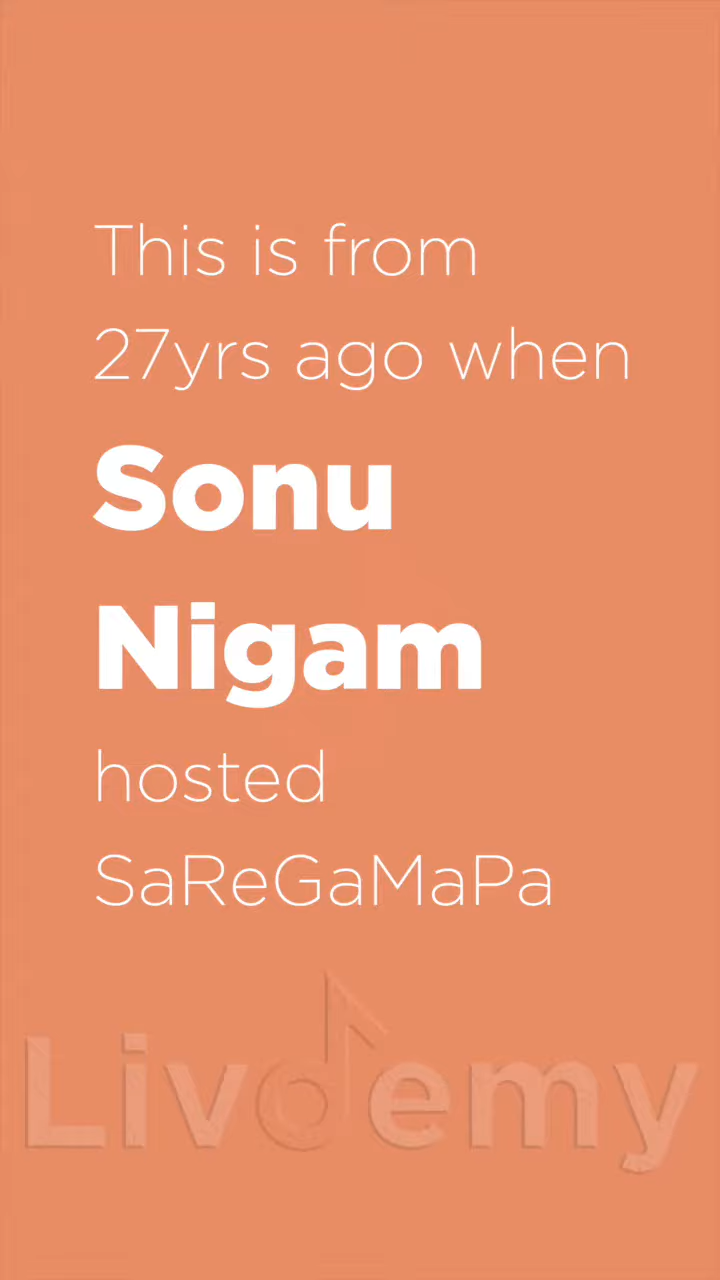 This is from
27yrs ago when
Sonu
Nigam
hosted
SaReGaMaPa
Livdemy